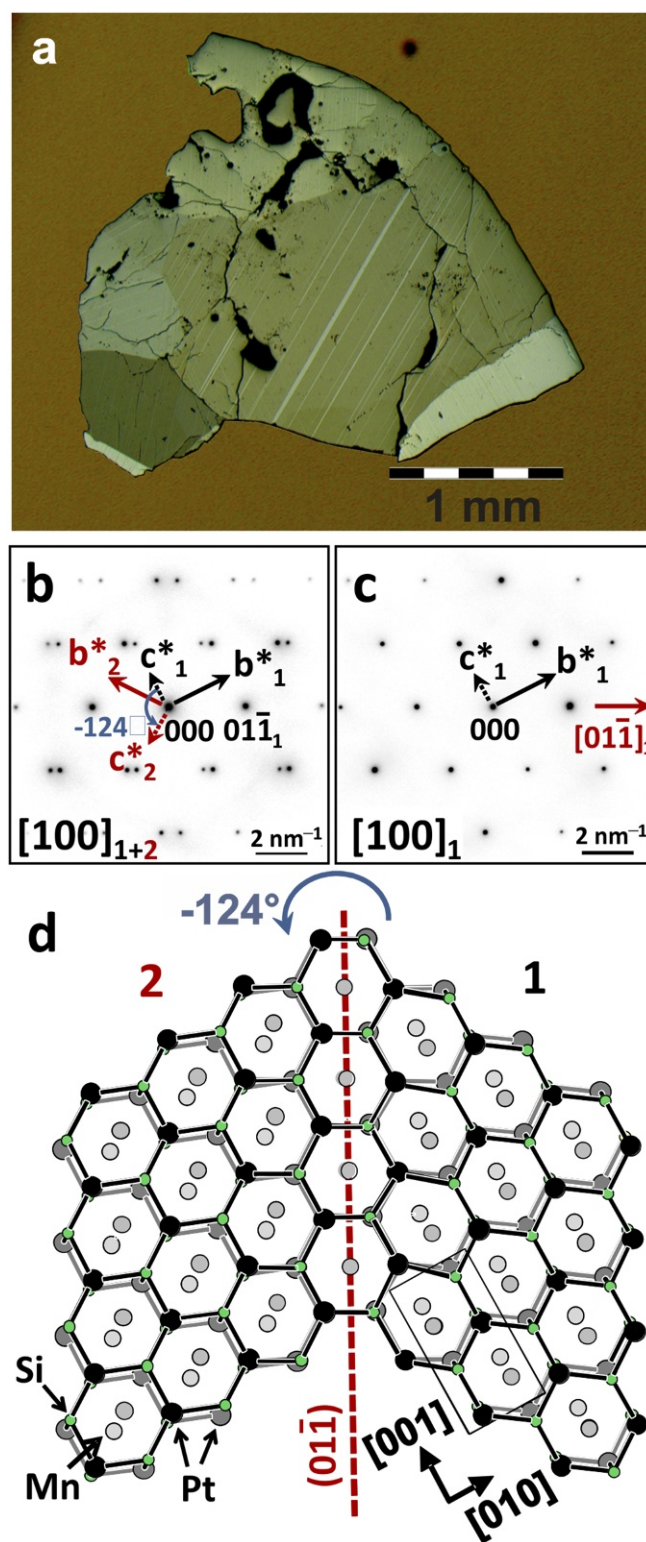 a
1 mm
b
b*₂
c*₁
b*₁
-124□
000 011̅₁
c*₂
[100]₁₊₂
2 nm⁻¹
c
c*₁
b*₁
000
[011̅]₁
[100]₁
2 nm⁻¹
-124°
d
2
1
Si
Mn
Pt
(011̅)
[001]
[010]